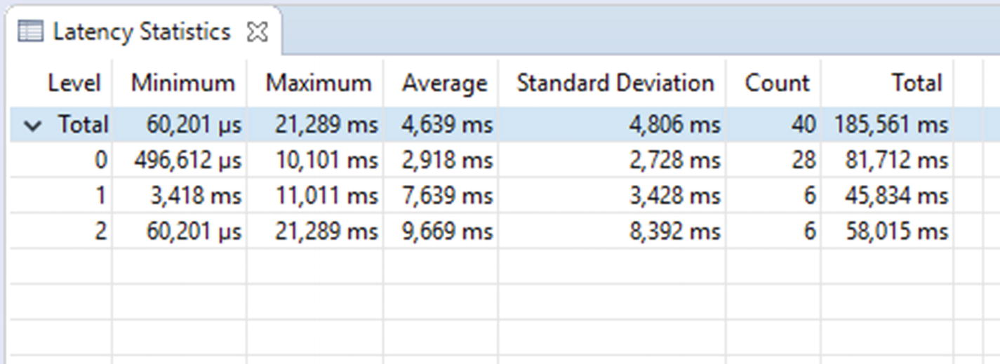 Latency Statistics
Level Minimum Maximum Average Standard Deviation Count Total
Total 60,201 µs 21,289 ms 4,639 ms 4,806 ms 40 185,561 ms
0 496,612 µs 10,101 ms 2,918 ms 2,728 ms 28 81,712 ms
1 3,418 ms 11,011 ms 7,639 ms 3,428 ms 6 45,834 ms
2 60,201 µs 21,289 ms 9,669 ms 8,392 ms 6 58,015 ms